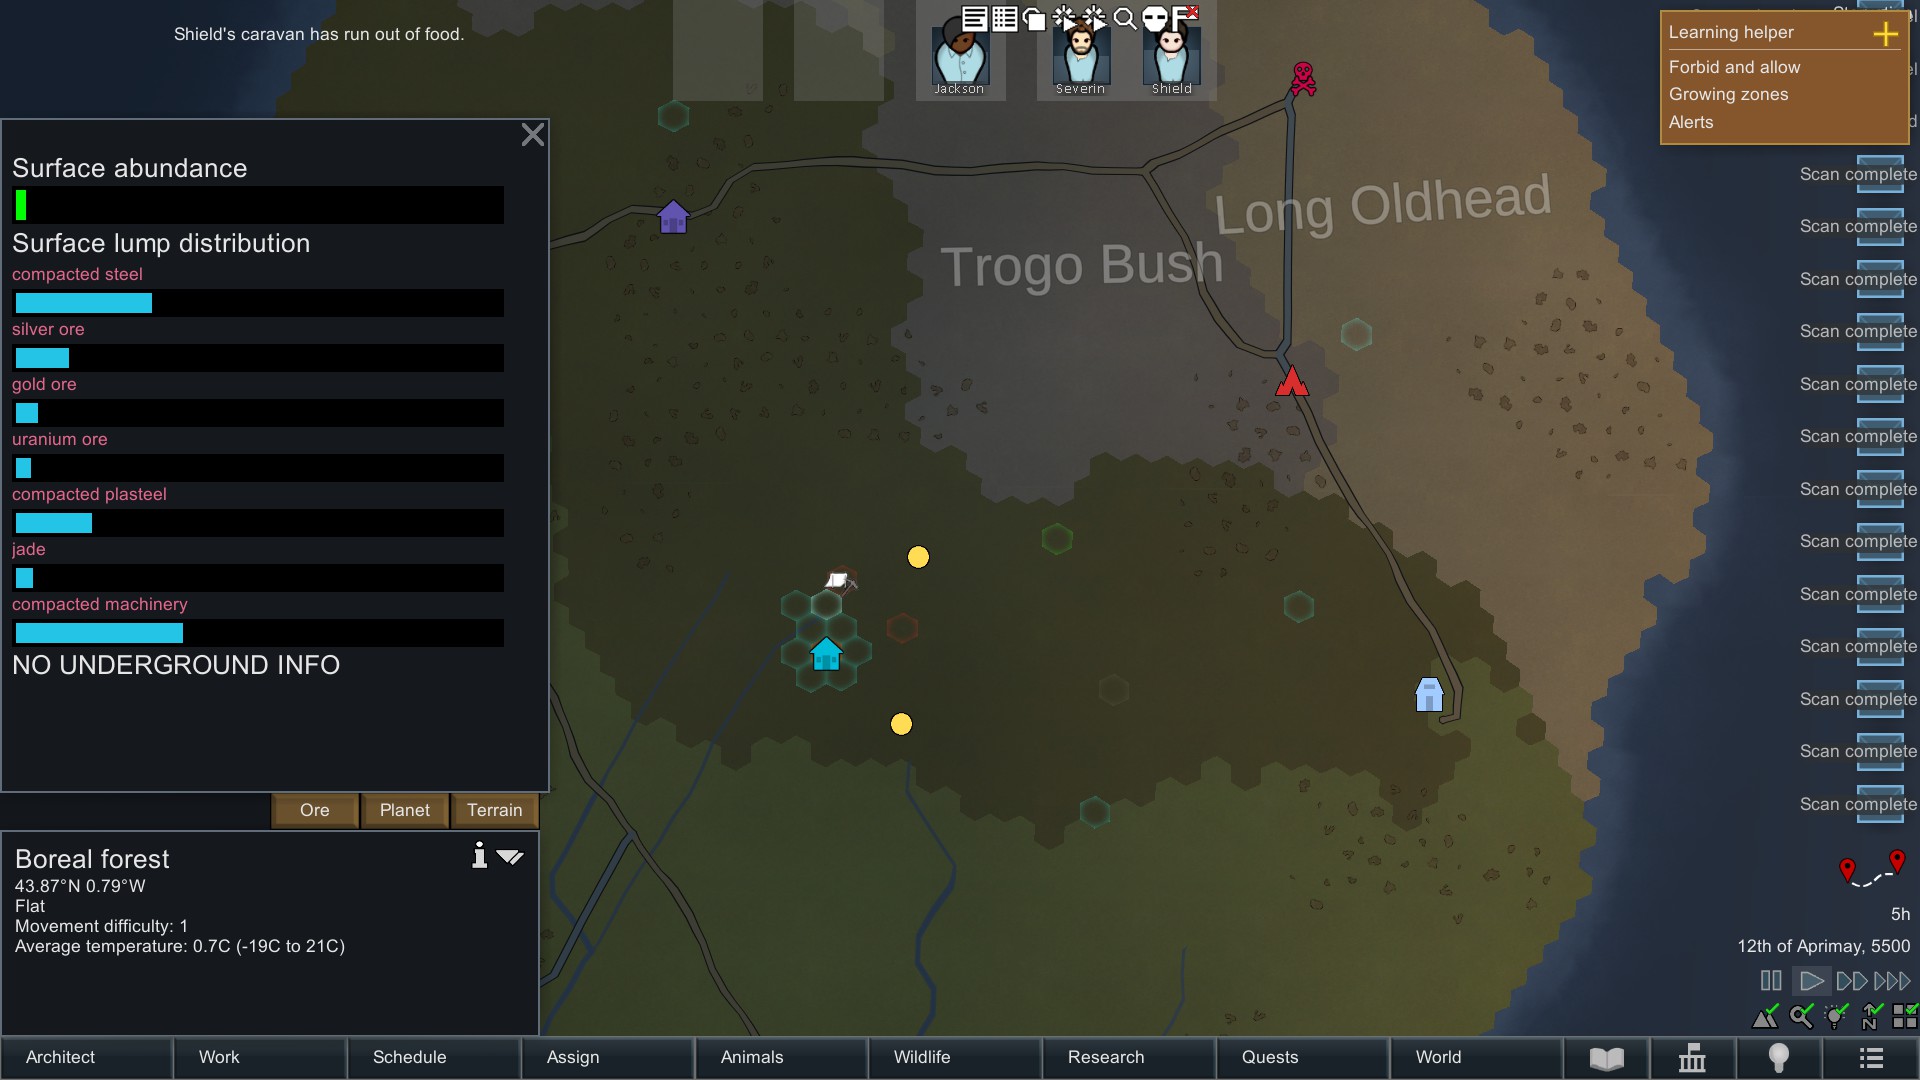 Shield's caravan has run out of food.
Jackson
Severin
Shield
Learning helper
Forbid and allow
Growing zones
Alerts
Surface abundance
Surface lump distribution
compacted steel
silver ore
gold ore
uranium ore
compacted plasteel
jade
compacted machinery
NO UNDERGROUND INFO
Ore
Planet
Terrain
Boreal forest
43.87°N 0.79°W
Flat
Movement difficulty: 1
Average temperature: 0.7C (-19C to 21C)
Trogo Bush
Long Oldhead
Scan complete
Scan complete
Scan complete
Scan complete
Scan complete
Scan complete
Scan complete
Scan complete
Scan complete
Scan complete
Scan complete
Scan complete
Scan complete
5h
12th of Aprimay, 5500
N
Architect
Work
Schedule
Assign
Animals
Wildlife
Research
Quests
World